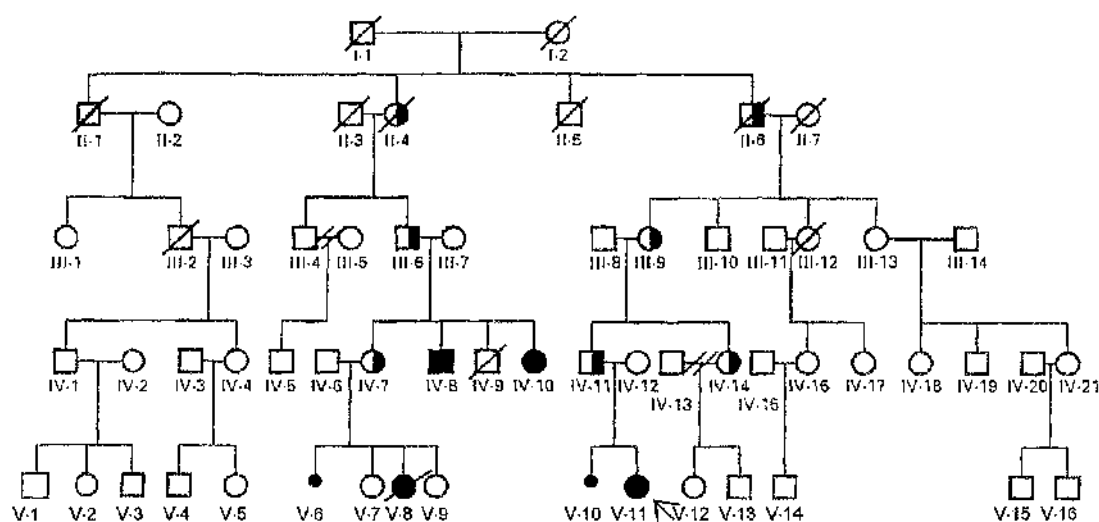 I-1 I-2
II-1 II-2 II-3 II-4 II-5 II-6 II-7
III-1 III-2 III-3 III-4 III-5 III-6 III-7 III-8 III-9 III-10 III-11 III-12 III-13 III-14
IV-1 IV-2 IV-3 IV-4 IV-5 IV-6 IV-7 IV-8 IV-9 IV-10 IV-11 IV-12 IV-14 IV-16 IV-17 IV-18 IV-19 IV-20 IV-21
IV-13 IV-15
V-1 V-2 V-3 V-4 V-5 V-6 V-7 V-8 V-9 V-10 V-11 V-12 V-13 V-14 V-15 V-16